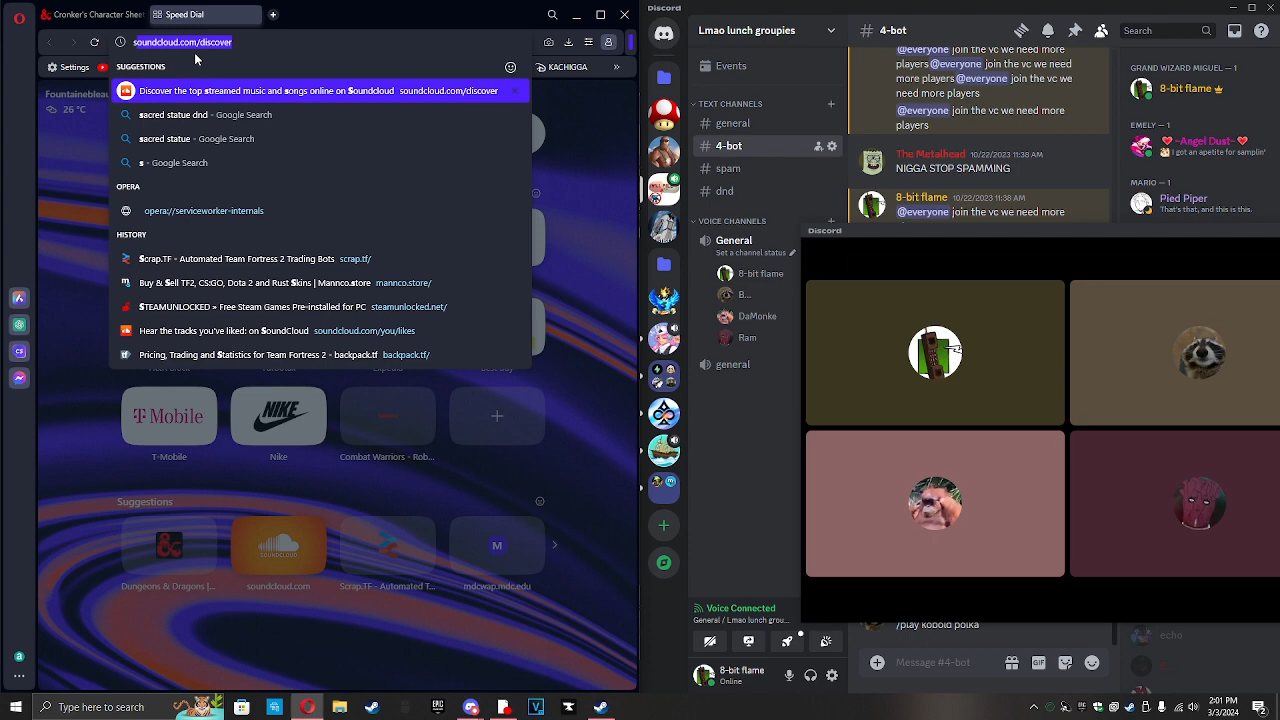 Conker's Character Sheet
Speed Dial
soundcloud.com/discover
Settings
KACHIGGA
»
SUGGESTIONS
Discover the top streamed music and songs online on Soundcloud soundcloud.com/discover
sacred statue dnd - Google Search
sacred statue - Google Search
s - Google Search
OPERA
opera://serviceworker-internals
HISTORY
Scrap.TF - Automated Team Fortress 2 Trading Bots scrap.tf/
Buy & Sell TF2, CSGO, Dota 2 and Rust Skins | Mannco.store mannco.store/
STEAMUNLOCKED » Free Steam Games Pre-installed for PC steamunlocked.net/
Hear the tracks you've liked: on SoundCloud soundcloud.com/you/likes
Pricing, Trading and Statistics for Team Fortress 2 - backpack.tf backpack.tf/
Fountainebleau...
26 °C
T Mobile
NIKE
T-Mobile
Nike
Combat Warriors - Rob...
Suggestions
SOUNDCLOUD
M
Dungeons & Dragons |...
soundcloud.com
Scrap.TF - Automated T...
mdcwap.mdc.edu
Discord
Lmao lunch groupies
Events
TEXT CHANNELS
# general
# 4-bot
# spam
# dnd
VOICE CHANNELS
General
Set a channel status
8-bit flame
B...
DaMonke
Ram
general
Voice Connected
General / Lmao lunch grou...
8-bit flame
Online
# 4-bot
Search
@everyone join the vc we need
more players @everyone join the
vc we need more players
@everyone join the vc we need
more players
@everyone join the vc we need more
players
The Metalhead 10/22/2023 11:38 AM
NIGGA STOP SPAMMING
8-bit flame 10/22/2023 11:38 AM
@everyone join the vc we need more
GRAND WIZARD MIGUEL — 1
8-bit flame
EMELY — 1
~Angel Dust~
I got an apetite for samplin'
MARIO — 1
Pied Piper
That's that, and this is this.
Discord
/play kobold polka
echo
Message #4-bot
GIF
Type here to search
EPIC
2:01 PM
3/3/2024